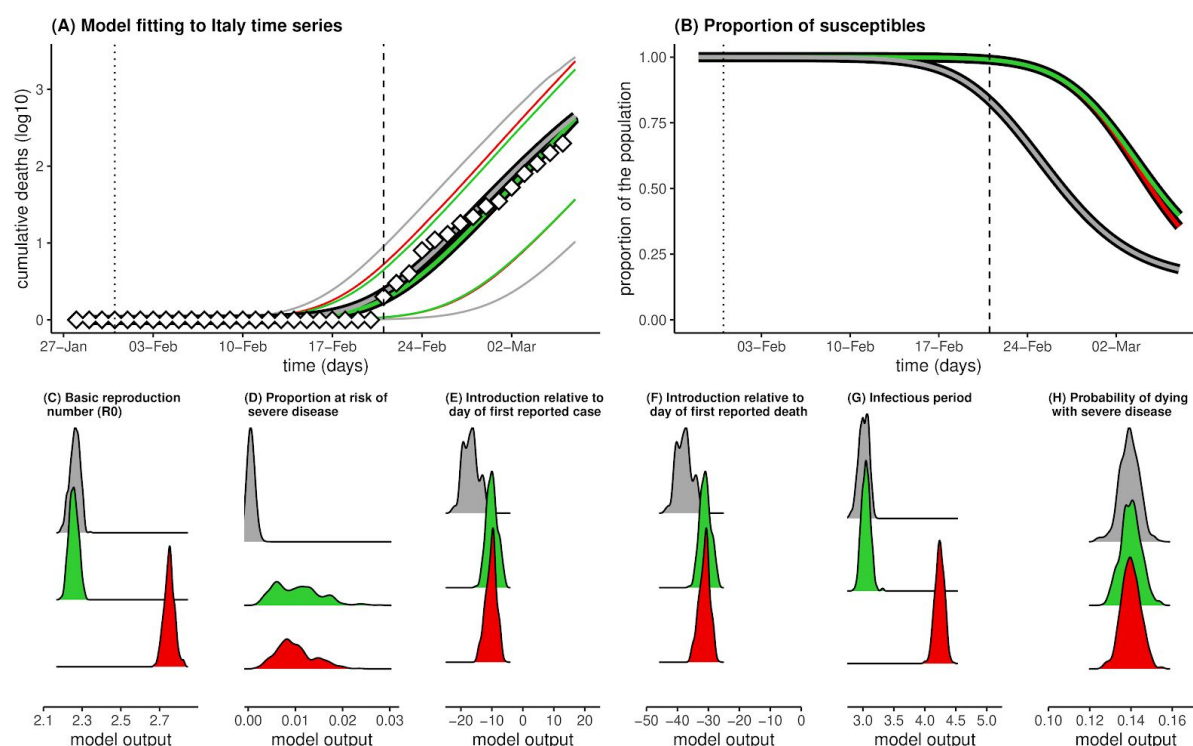 (A) Model fitting to Italy time series
cumulative deaths (log10)
3
2
1
0
27−Jan 03−Feb 10−Feb 17−Feb 24−Feb 02−Mar
time (days)
(B) Proportion of susceptibles
proportion of the population
1.00
0.75
0.50
0.25
0.00
03−Feb 10−Feb 17−Feb 24−Feb 02−Mar
time (days)
(C) Basic reproduction
number (R0)
2.1 2.3 2.5 2.7
model output
(D) Proportion at risk of
severe disease
0.00 0.01 0.02 0.03
model output
(E) Introduction relative to
day of first reported case
−20 −10 0 10 20
model output
(F) Introduction relative to
day of first reported death
−50 −40 −30 −20 −10 0
model output
(G) Infectious period
3.0 3.5 4.0 4.5 5.0
model output
(H) Probability of dying
with severe disease
0.10 0.12 0.14 0.16
model output